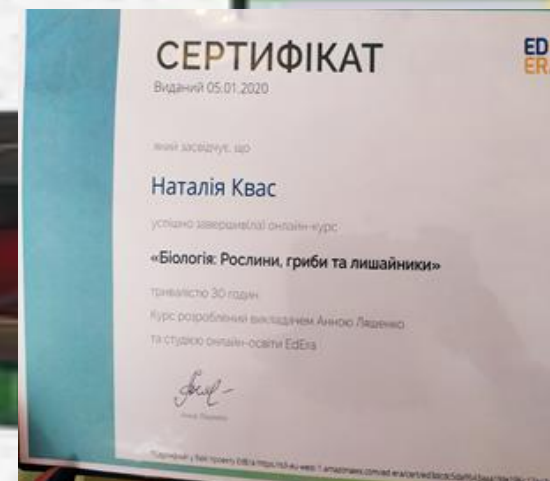 СЕРТИФІКАТ
ED
ER
Виданий 05.01.2020
який засвідчує, що
Наталія Квас
успішно завершив(ла) онлайн-курс
«Біологія: Рослини, гриби та лишайники»
тривалістю 30 годин
Курс розроблений викладачем Анною Ляшенко
та студією онлайн-освіти EdEra